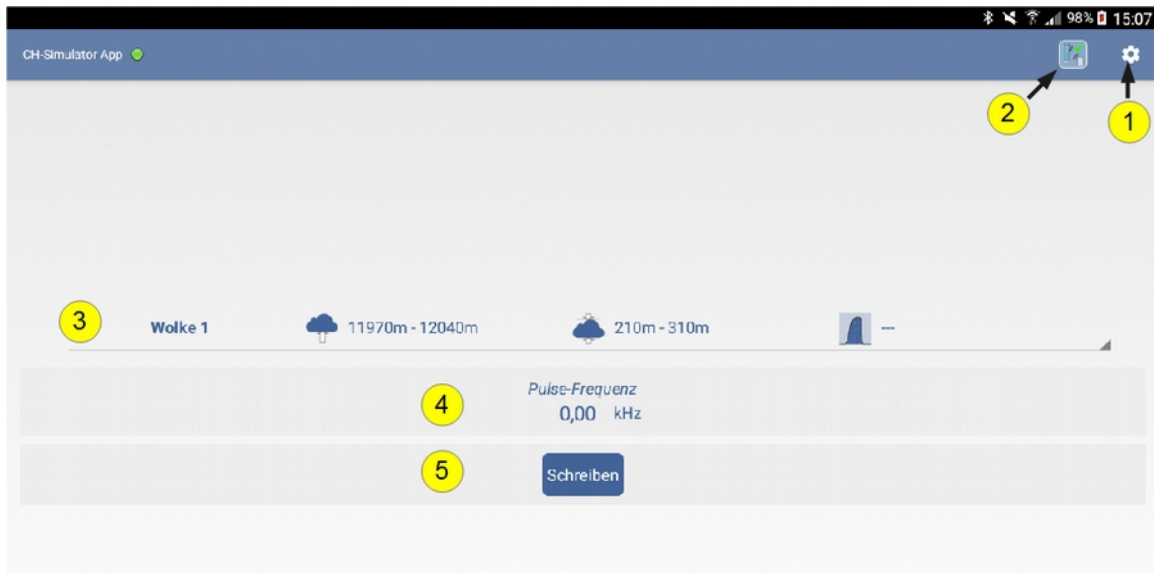 98% 15:07
CH-Simulator App
2
1
3 Wolke 1 11970m - 12040m 210m - 310m ---
Pulse-Frequenz
4
0,00 kHz
5 Schreiben